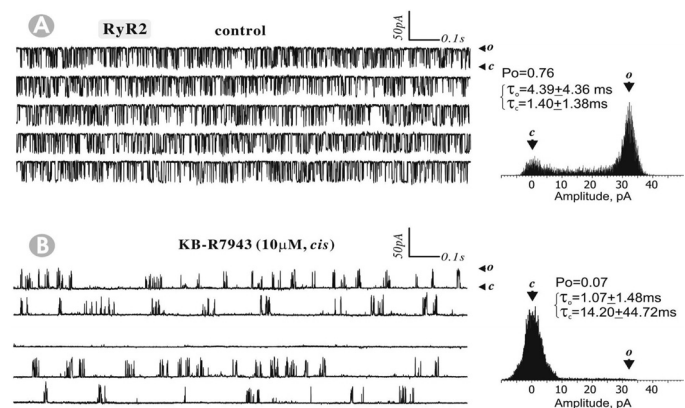 A RyR2 control 50pA 0.1s
o
c
Po=0.76
τo=4.39±4.36 ms
τc=1.40±1.38ms
c o
0 10 20 30 40
Amplitude, pA
B KB-R7943 (10μM, cis) 50pA 0.1s
o
c
Po=0.07
τo=1.07±1.48ms
τc=14.20±44.72ms
c
o
0 10 20 30 40
Amplitude, pA